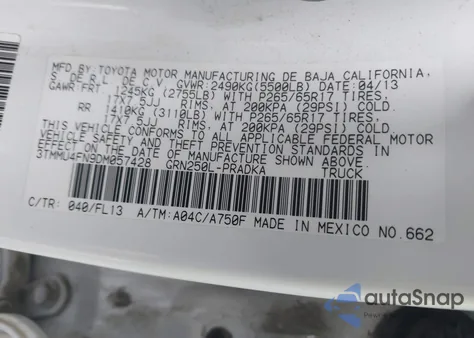 MFD. BY TOYOTA MOTOR MANUFACTURING DE BAJA CALIFORNIA,
S. DE R.L. DE C.V. GVWR:2490KG(5500LB) DATE:04/13
GAWR:FRT 1245KG (2755LB) WITH P265/65R17 TIRES,
17X7.5JJ RIMS, AT 200KPA (29PSI) COLD.
RR 1410KG (3110LB) WITH P265/65R17 TIRES,
17X7.5JJ RIMS, AT 200KPA (29PSI) COLD.
THIS VEHICLE CONFORMS TO ALL APPLICABLE FEDERAL MOTOR
VEHICLE SAFETY AND THEFT PREVENTION STANDARDS IN
EFFECT ON THE DATE OF MANUFACTURE SHOWN ABOVE.
3TMMU4FN9DM057428 GRN250L-PRADKA TRUCK
C/TR: 040/FL13 A/TM: A04C/A750F MADE IN MEXICO NO.662
autoSnap